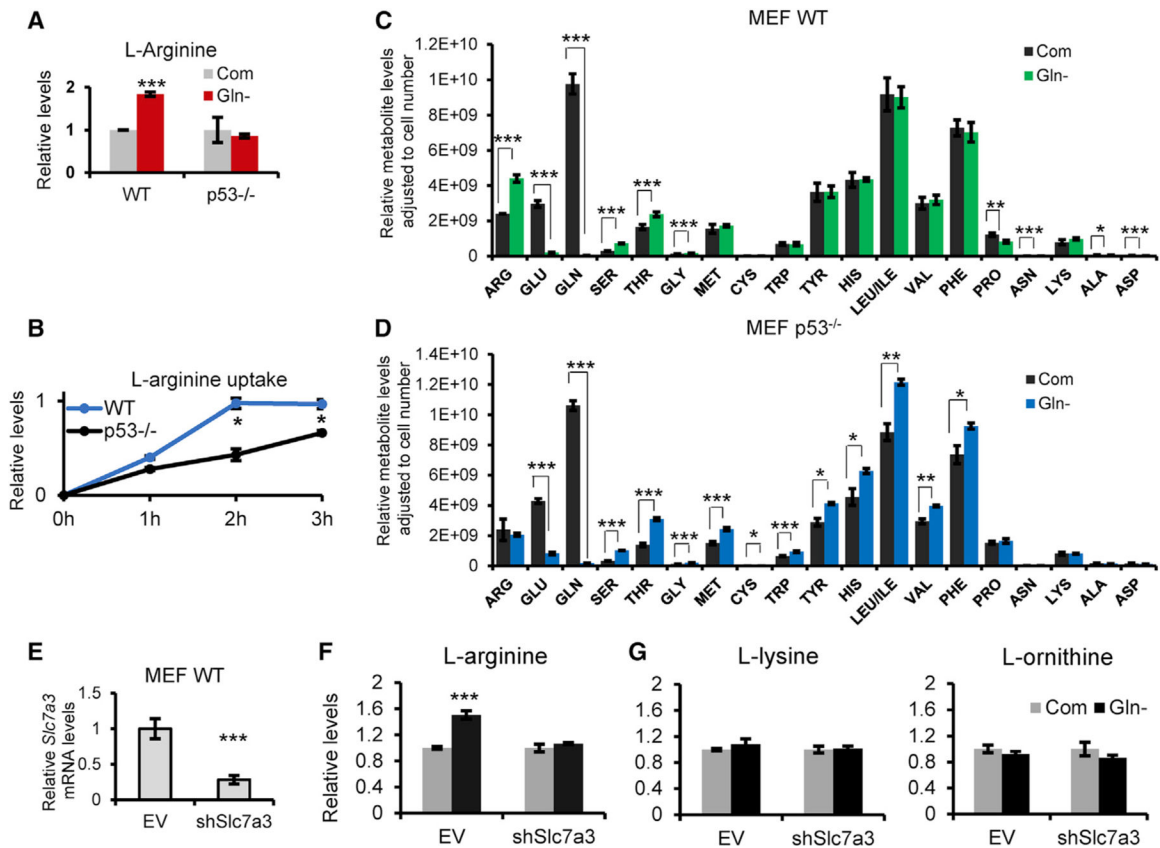 A
L-Arginine
***
Com
Gln-
Relative levels
2
1
0
WT
p53-/-
B
L-arginine uptake
WT
p53-/-
*
*
Relative levels
1
0
0h
1h
2h
3h
C
MEF WT
Relative metabolite levels
adjusted to cell number
1.2E+10
1E+10
8E+09
6E+09
4E+09
2E+09
0
***
***
***
***
***
***
**
***
*
***
Com
Gln-
ARG
GLU
GLN
SER
THR
GLY
MET
CYS
TRP
TYR
HIS
LEU/ILE
VAL
PHE
PRO
ASN
LYS
ALA
ASP
D
MEF p53-/-
Relative metabolite levels
adjusted to cell number
1.4E+10
1.2E+10
1E+10
8E+09
6E+09
4E+09
2E+09
0
***
***
***
***
***
***
*
***
*
*
**
**
*
Com
Gln-
ARG
GLU
GLN
SER
THR
GLY
MET
CYS
TRP
TYR
HIS
LEU/ILE
VAL
PHE
PRO
ASN
LYS
ALA
ASP
E
MEF WT
Relative Slc7a3
mRNA levels
1.5
1
0.5
0
***
EV
shSlc7a3
F
L-arginine
Relative levels
2
1.6
1.2
0.8
0.4
0
***
EV
shSlc7a3
G
L-lysine
2
1.6
1.2
0.8
0.4
0
EV
shSlc7a3
L-ornithine
2
1.6
1.2
0.8
0.4
0
Com
Gln-
EV
shSlc7a3